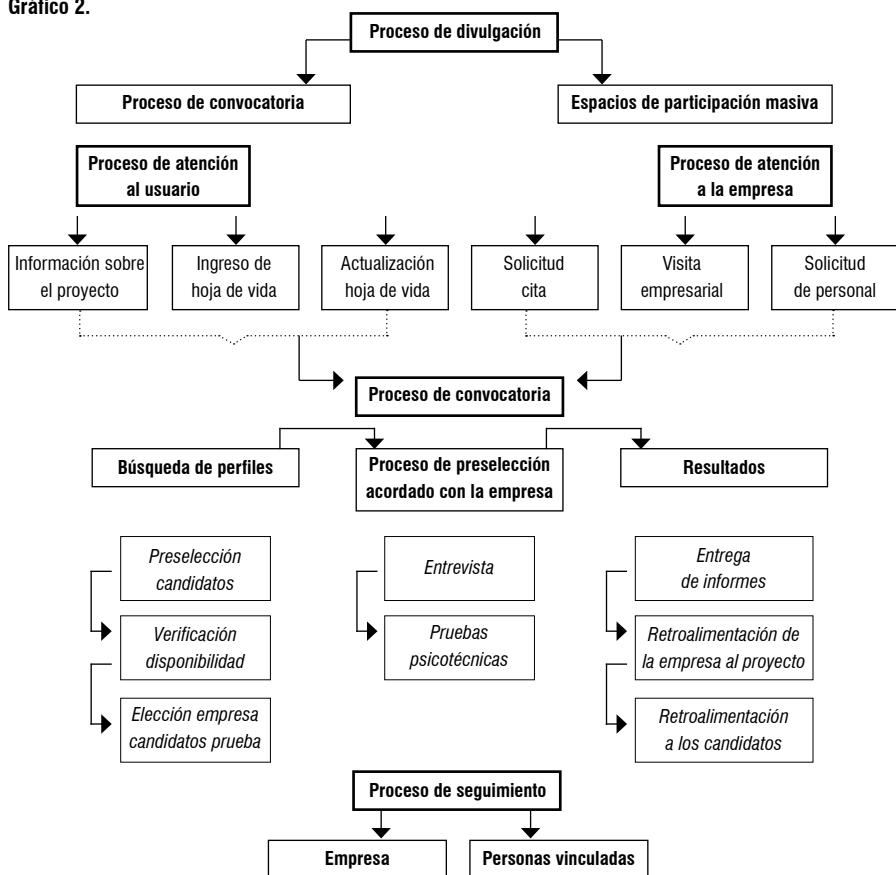 Gráfico 2.
Proceso de divulgación
Proceso de convocatoria
Espacios de participación masiva
Proceso de atención
al usuario
Proceso de atención
a la empresa
Información sobre
el proyecto
Ingreso de
hoja de vida
Actualización
hoja de vida
Solicitud
cita
Visita
empresarial
Solicitud
de personal
Proceso de convocatoria
Búsqueda de perfiles
Proceso de preselección
acordado con la empresa
Resultados
Preselección
candidatos
Verificación
disponibilidad
Elección empresa
candidatos prueba
Entrevista
Pruebas
psicotécnicas
Entrega
de informes
Retroalimentación de
la empresa al proyecto
Retroalimentación
a los candidatos
Proceso de seguimiento
Empresa
Personas vinculadas